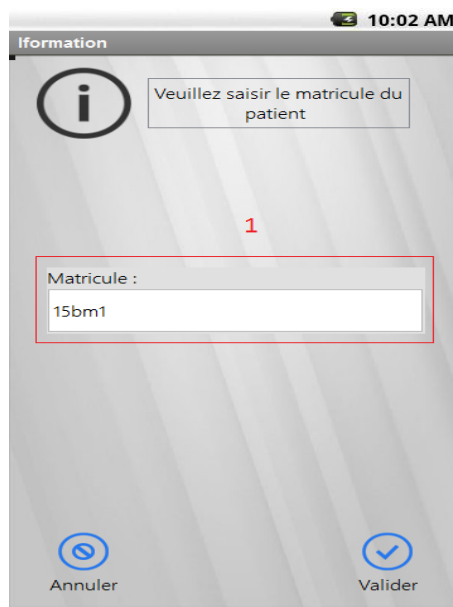 10:02 AM
Iformation
Veuillez saisir le matricule du
patient
1
Matricule :
15bm1
Annuler
Valider